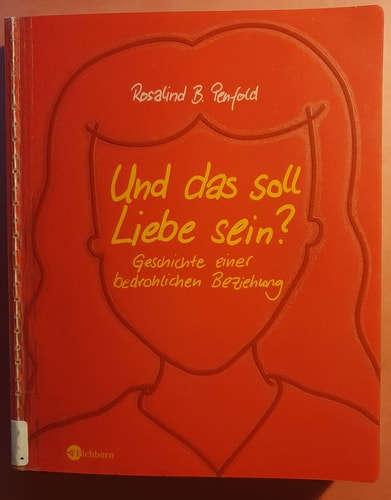 Rosalind B. Penfold
Und das soll
Liebe sein?
Geschichte einer
bedrohlichen Beziehung
Eichborn